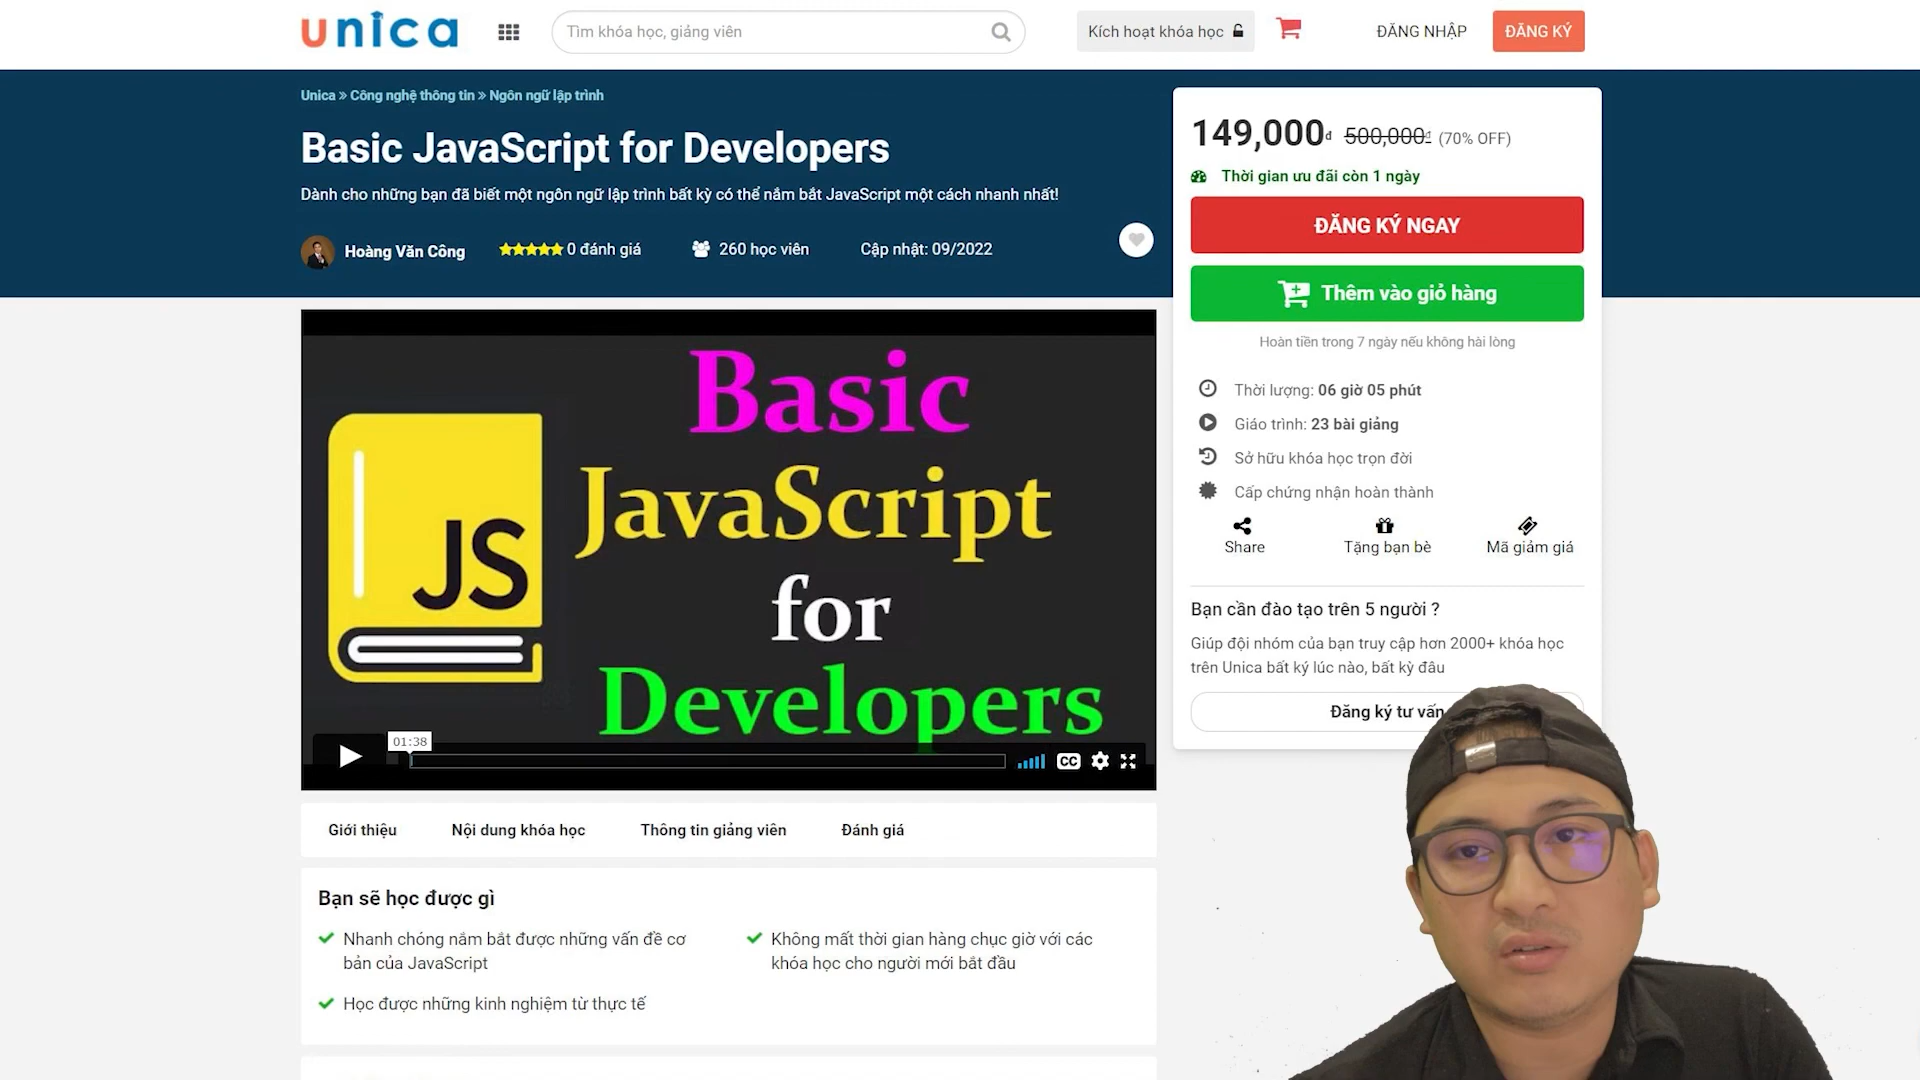 unica
Tìm khóa học, giảng viên
Kích hoạt khóa học
ĐĂNG NHẬP
ĐĂNG KÝ
Unica » Công nghệ thông tin » Ngôn ngữ lập trình
Basic JavaScript for Developers
Dành cho những bạn đã biết một ngôn ngữ lập trình bất kỳ có thể nắm bắt JavaScript một cách nhanh nhất!
Hoàng Văn Công
0 đánh giá
260 học viên
Cập nhật: 09/2022
149,000đ 500,000đ (70% OFF)
Thời gian ưu đãi còn 1 ngày
ĐĂNG KÝ NGAY
Thêm vào giỏ hàng
Hoàn tiền trong 7 ngày nếu không hài lòng
Thời lượng: 06 giờ 05 phút
Giáo trình: 23 bài giảng
Sở hữu khóa học trọn đời
Cấp chứng nhận hoàn thành
Share
Tặng bạn bè
Mã giảm giá
Bạn cần đào tạo trên 5 người ?
Giúp đội nhóm của bạn truy cập hơn 2000+ khóa học
trên Unica bất ký lúc nào, bất kỳ đâu
Đăng ký tư vấn
Basic
JavaScript
for
Developers
JS
01:38
CC
Giới thiệu
Nội dung khóa học
Thông tin giảng viên
Đánh giá
Bạn sẽ học được gì
Nhanh chóng nắm bắt được những vấn đề cơ
bản của JavaScript
Không mất thời gian hàng chục giờ với các
khóa học cho người mới bắt đầu
Học được những kinh nghiệm từ thực tế